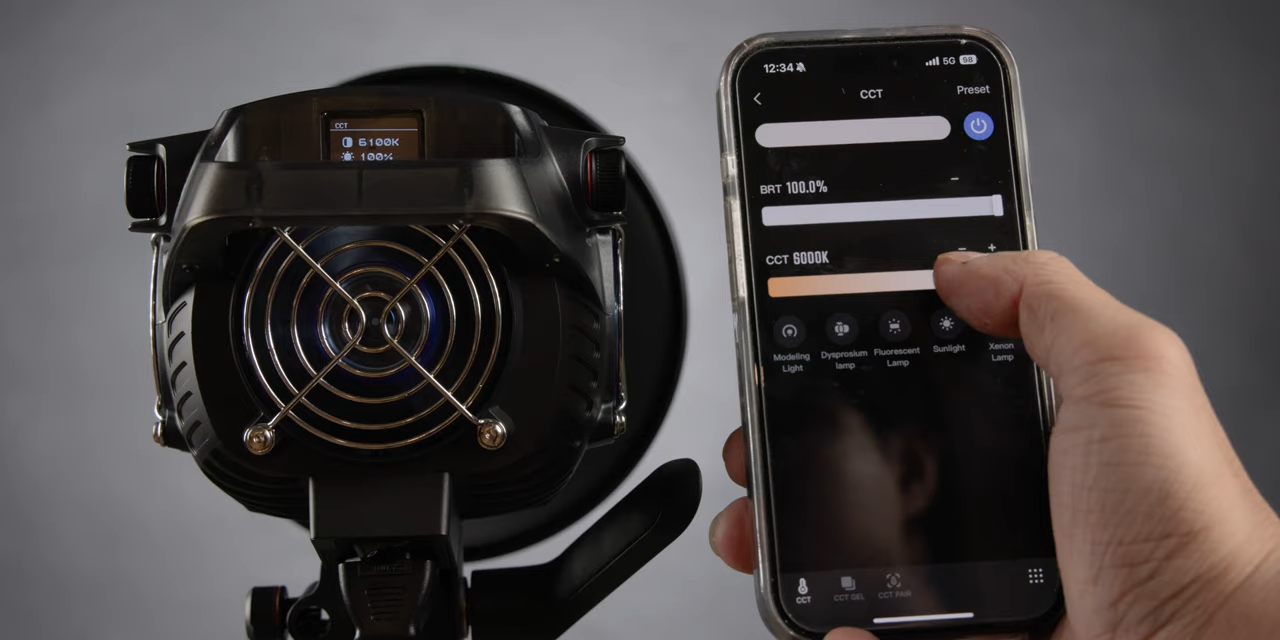 CCT
6100K
100%
12:34
5G 98
CCT
Preset
BRT 100.0%
CCT 6000K
Modeling Light
Dysprosium lamp
Fluorescent Lamp
Sunlight
Xenon Lamp
CCT
CCT GEL
CCT PAIR